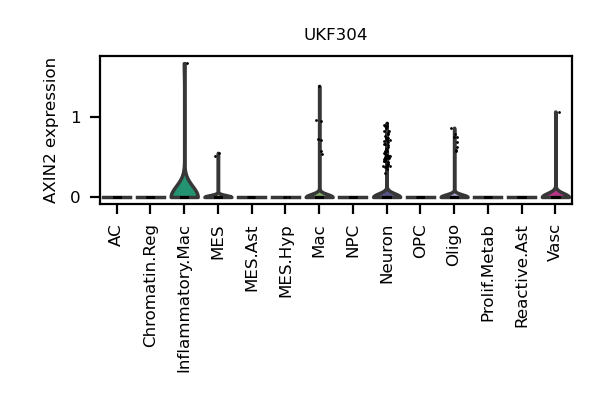 UKF304
AXIN2 expression
1
0
AC
Chromatin.Reg
Inflammatory.Mac
MES
MES.Ast
MES.Hyp
Mac
NPC
Neuron
OPC
Oligo
Prolif.Metab
Reactive.Ast
Vasc